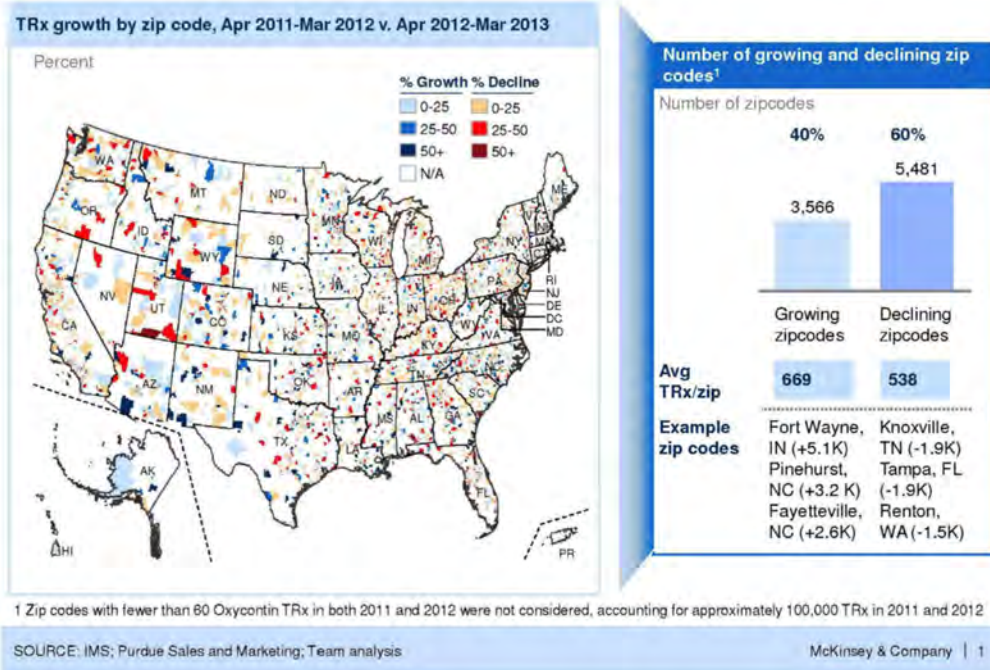 TRx growth by zip code, Apr 2011-Mar 2012 v. Apr 2012-Mar 2013
Percent
% Growth % Decline
0-25 0-25
25-50 25-50
50+ 50+
N/A
WA
MT
ND
MN
ME
OR
ID
WY
SD
WI
MI
NY
VT
NH
MA
CT
RI
NJ
DE
DC
MD
NV
UT
CO
NE
IA
IL
IN
OH
PA
CA
KS
MO
KY
WV
VA
AZ
NM
OK
AR
TN
NC
SC
TX
LA
MS
AL
GA
FL
AK
HI
PR
Number of growing and declining zip
codes¹
Number of zipcodes
40% 60%
3,566 5,481
Growing Declining
zipcodes zipcodes
Avg
TRx/zip
669 538
Example
zip codes
Fort Wayne,
IN (+5.1K)
Pinehurst,
NC (+3.2 K)
Fayetteville,
NC (+2.6K)
Knoxville,
TN (-1.9K)
Tampa, FL
(-1.9K)
Renton,
WA (-1.5K)
1 Zip codes with fewer than 60 Oxycontin TRx in both 2011 and 2012 were not considered, accounting for approximately 100,000 TRx in 2011 and 2012
SOURCE: IMS; Purdue Sales and Marketing; Team analysis
McKinsey & Company | 1